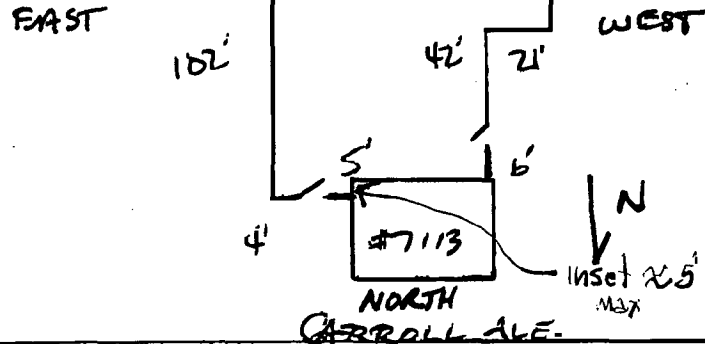 EAST
WEST
102'
42'
21'
5'
6'
4'
#7113
N
Inset ≈ 5'
Max
NORTH
CARROLL AVE.